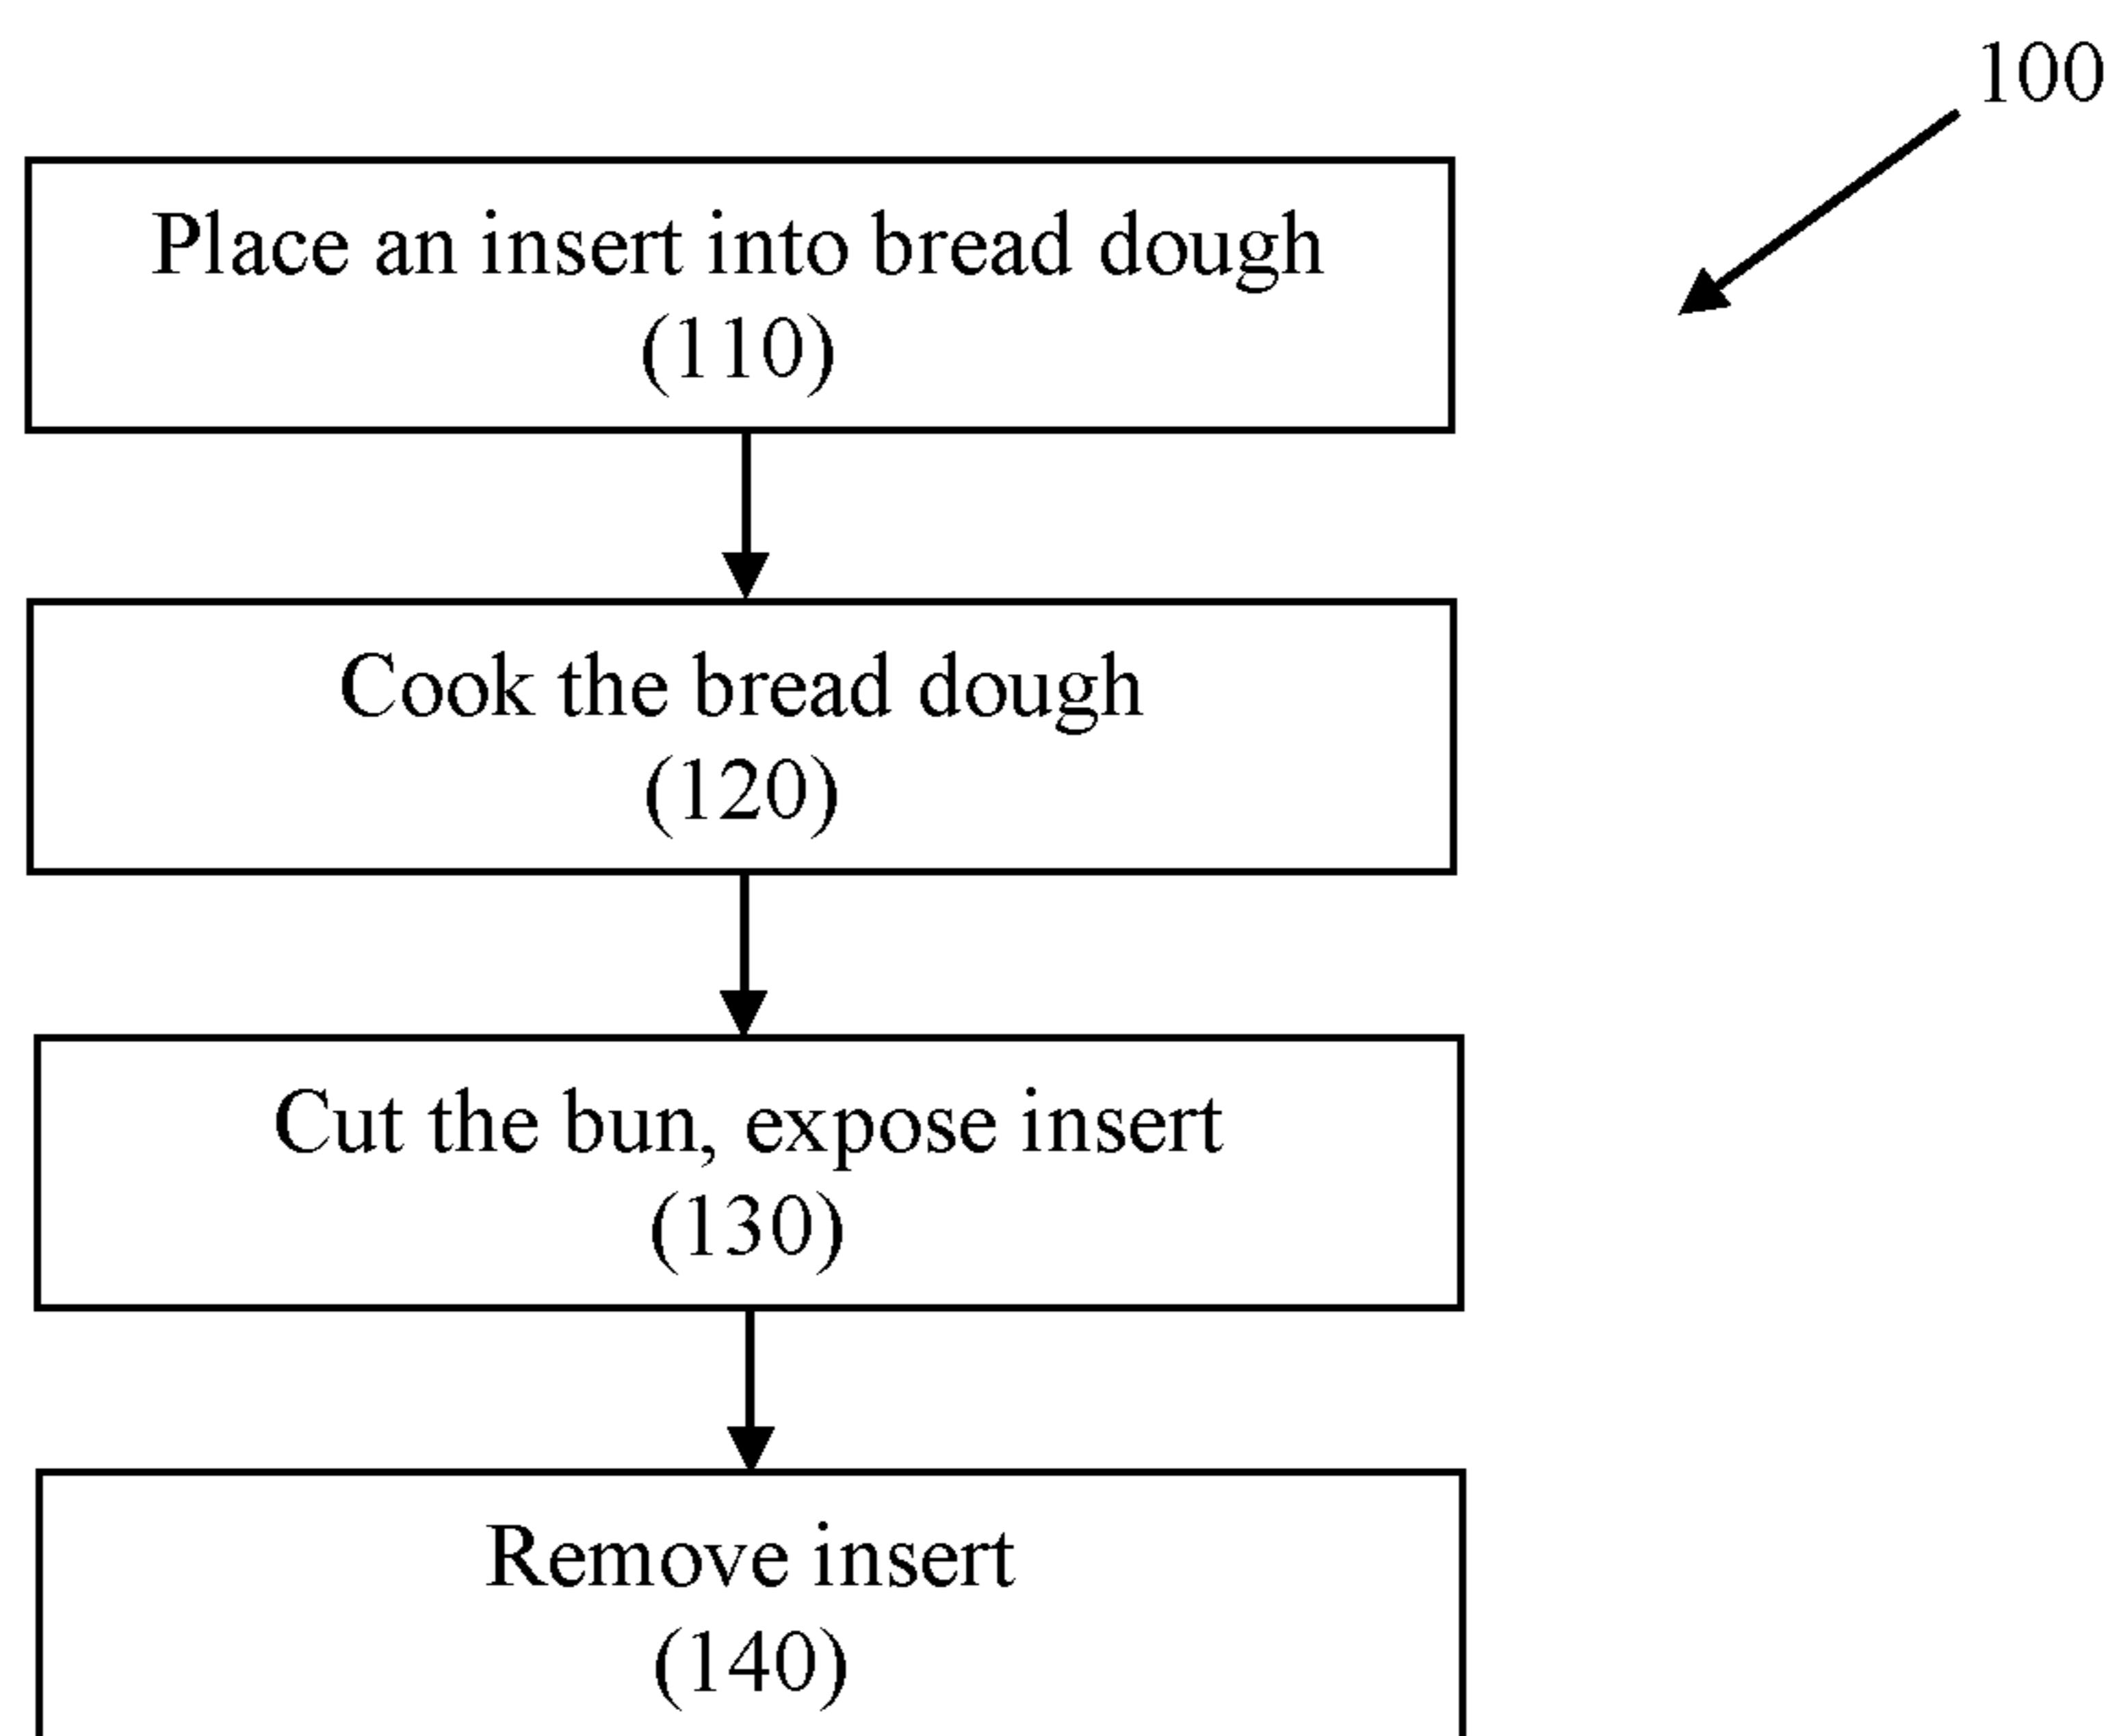 100
Place an insert into bread dough
(110)
Cook the bread dough
(120)
Cut the bun, expose insert
(130)
Remove insert
(140)